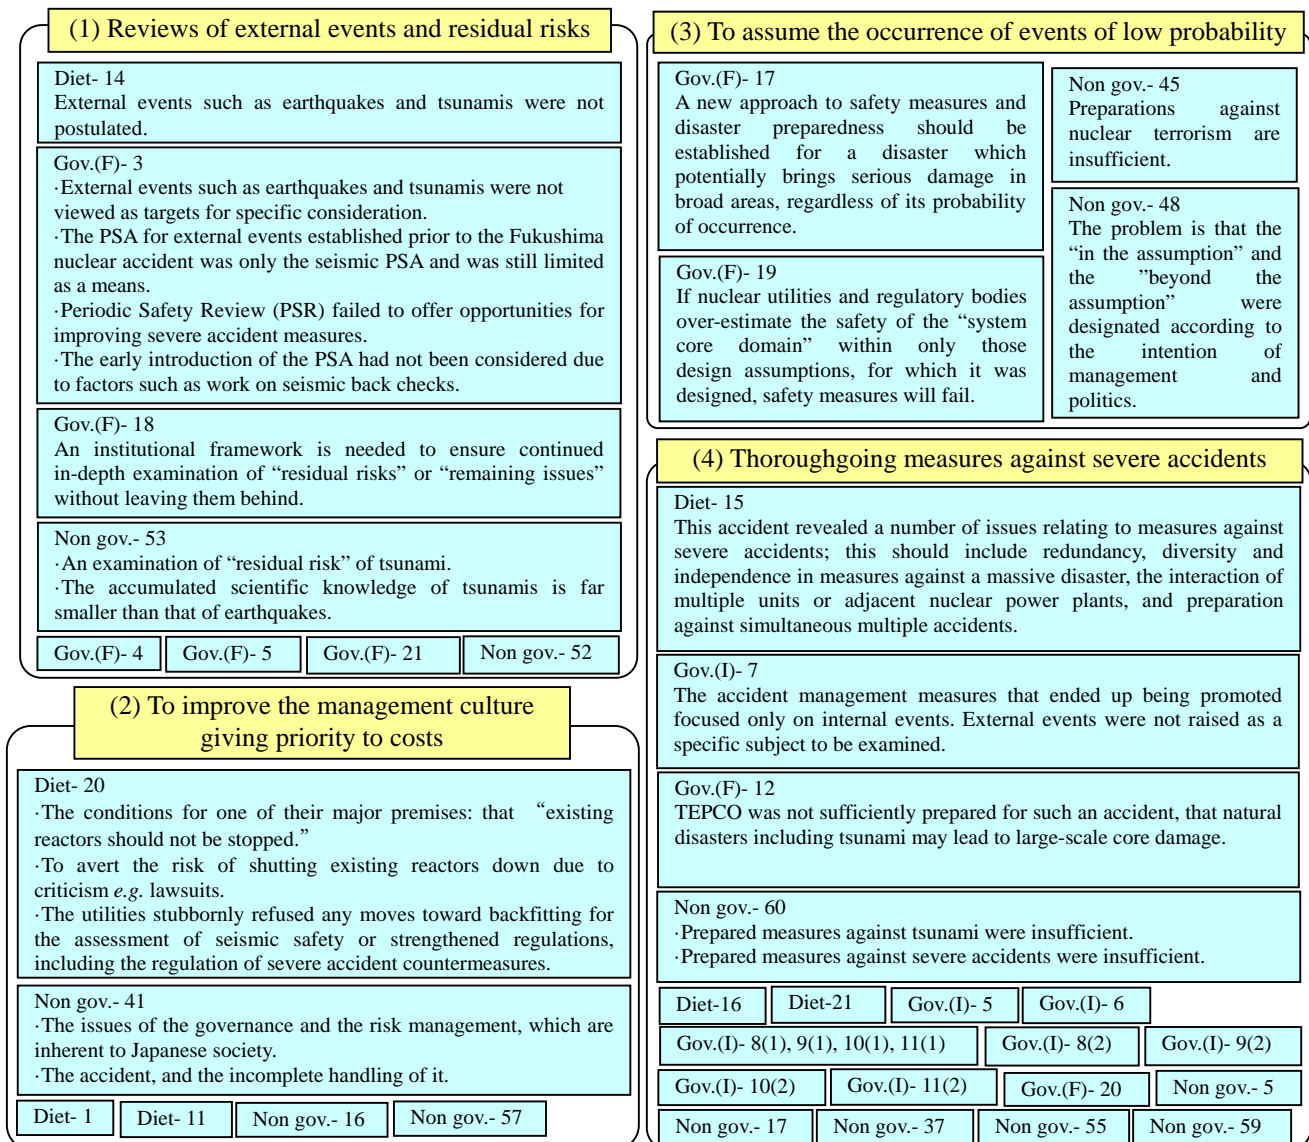 (1) Reviews of external events and residual risks
Diet- 14
External events such as earthquakes and tsunamis were not
postulated.
Gov.(F)- 3
·External events such as earthquakes and tsunamis were not
viewed as targets for specific consideration.
·The PSA for external events established prior to the Fukushima
nuclear accident was only the seismic PSA and was still limited
as a means.
·Periodic Safety Review (PSR) failed to offer opportunities for
improving severe accident measures.
·The early introduction of the PSA had not been considered due
to factors such as work on seismic back checks.
Gov.(F)- 18
An institutional framework is needed to ensure continued
in-depth examination of “residual risks” or “remaining issues”
without leaving them behind.
Non gov.- 53
·An examination of “residual risk” of tsunami.
·The accumulated scientific knowledge of tsunamis is far
smaller than that of earthquakes.
Gov.(F)- 4
Gov.(F)- 5
Gov.(F)- 21
Non gov.- 52
(2) To improve the management culture
giving priority to costs
Diet- 20
·The conditions for one of their major premises: that “existing
reactors should not be stopped.”
·To avert the risk of shutting existing reactors down due to
criticism e.g. lawsuits.
·The utilities stubbornly refused any moves toward backfitting for
the assessment of seismic safety or strengthened regulations,
including the regulation of severe accident countermeasures.
Non gov.- 41
·The issues of the governance and the risk management, which are
inherent to Japanese society.
·The accident, and the incomplete handling of it.
Diet- 1
Diet- 11
Non gov.- 16
Non gov.- 57
(3) To assume the occurrence of events of low probability
Gov.(F)- 17
A new approach to safety measures and
disaster preparedness should be
established for a disaster which
potentially brings serious damage in
broad areas, regardless of its probability
of occurrence.
Gov.(F)- 19
If nuclear utilities and regulatory bodies
over-estimate the safety of the “system
core domain” within only those
design assumptions, for which it was
designed, safety measures will fail.
Non gov.- 45
Preparations against
nuclear terrorism are
insufficient.
Non gov.- 48
The problem is that the
“in the assumption” and
the ”beyond the
assumption” were
designated according to
the intention of
management and
politics.
(4) Thoroughgoing measures against severe accidents
Diet- 15
This accident revealed a number of issues relating to measures against
severe accidents; this should include redundancy, diversity and
independence in measures against a massive disaster, the interaction of
multiple units or adjacent nuclear power plants, and preparation
against simultaneous multiple accidents.
Gov.(I)- 7
The accident management measures that ended up being promoted
focused only on internal events. External events were not raised as a
specific subject to be examined.
Gov.(F)- 12
TEPCO was not sufficiently prepared for such an accident, that natural
disasters including tsunami may lead to large-scale core damage.
Non gov.- 60
·Prepared measures against tsunami were insufficient.
·Prepared measures against severe accidents were insufficient.
Diet-16
Diet-21
Gov.(I)- 5
Gov.(I)- 6
Gov.(I)- 8(1), 9(1), 10(1), 11(1)
Gov.(I)- 8(2)
Gov.(I)- 9(2)
Gov.(I)- 10(2)
Gov.(I)- 11(2)
Gov.(F)- 20
Non gov.- 5
Non gov.- 17
Non gov.- 37
Non gov.- 55
Non gov.- 59